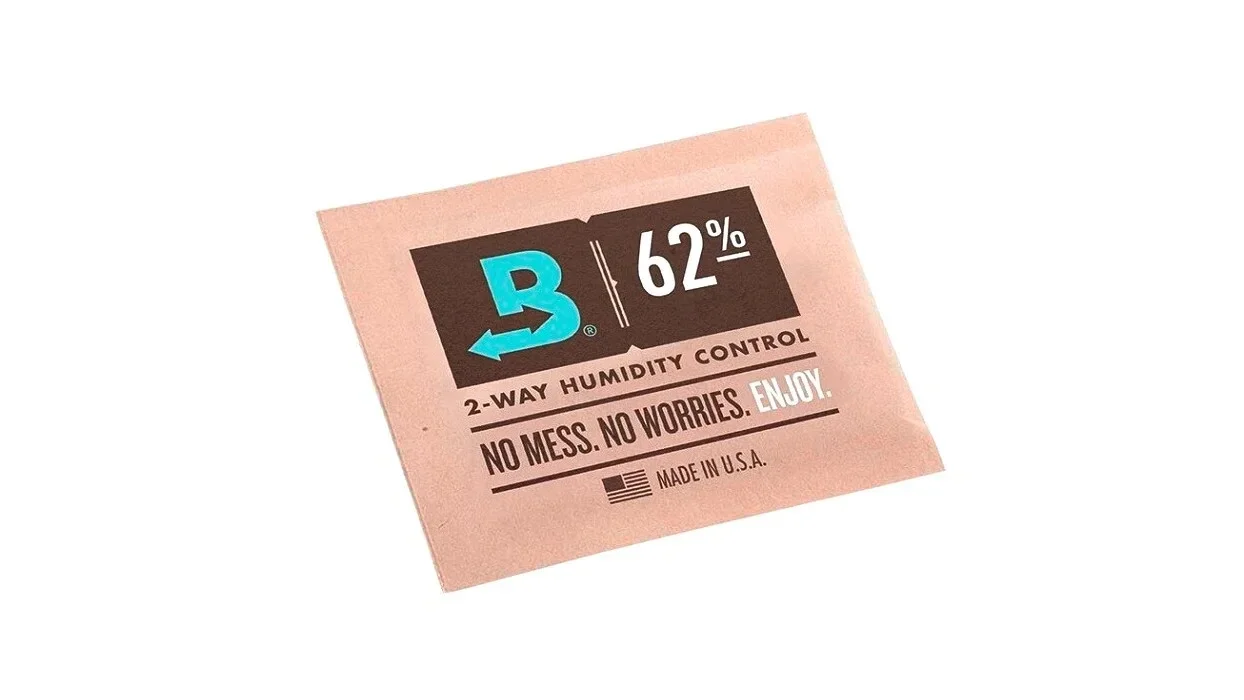 B® 62%
2-WAY HUMIDITY CONTROL
NO MESS. NO WORRIES. ENJOY.
MADE IN U.S.A.